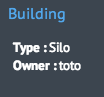 Building
Type : Silo
Owner : toto